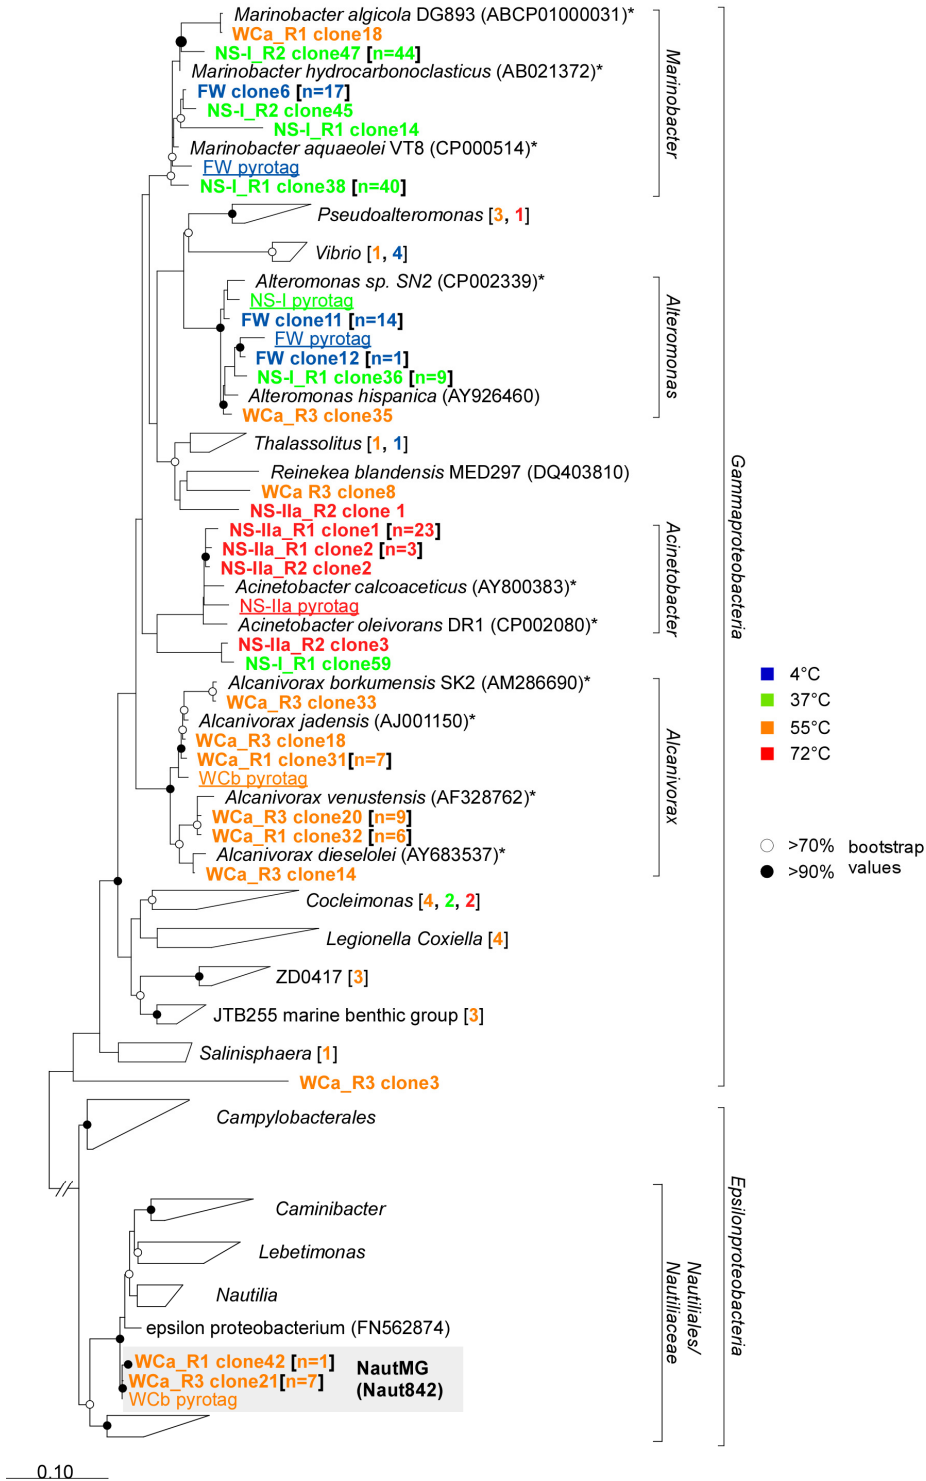 Marinobacter algicola DG893 (ABCP01000031)*
WCa_R1 clone18
NS-I_R2 clone47 [n=44]
Marinobacter hydrocarbonoclasticus (AB021372)*
FW clone6 [n=17]
NS-I_R2 clone45
NS-I_R1 clone14
Marinobacter aquaeolei VT8 (CP000514)*
FW pyrotag
NS-I_R1 clone38 [n=40]
Marinobacter
Pseudoalteromonas [3, 1]
Vibrio [1, 4]
Alteromonas sp. SN2 (CP002339)*
NS-I pyrotag
FW clone11 [n=14]
FW pyrotag
FW clone12 [n=1]
NS-I_R1 clone36 [n=9]
Alteromonas hispanica (AY926460)
WCa_R3 clone35
Alteromonas
Thalassolitus [1, 1]
Reinekea blandensis MED297 (DQ403810)
WCa R3 clone8
NS-IIa_R2 clone 1
NS-IIa_R1 clone1 [n=23]
NS-IIa_R1 clone2 [n=3]
NS-IIa_R2 clone2
Acinetobacter calcoaceticus (AY800383)*
NS-IIa pyrotag
Acinetobacter oleivorans DR1 (CP002080)*
Acinetobacter
NS-IIa_R2 clone3
NS-I_R1 clone59
Alcanivorax borkumensis SK2 (AM286690)*
WCa_R3 clone33
Alcanivorax jadensis (AJ001150)*
WCa_R3 clone18
WCa_R1 clone31[n=7]
WCb pyrotag
Alcanivorax venustensis (AF328762)*
WCa_R3 clone20 [n=9]
WCa_R1 clone32 [n=6]
Alcanivorax dieselolei (AY683537)*
WCa_R3 clone14
Alcanivorax
Cocleimonas [4, 2, 2]
Legionella Coxiella [4]
ZD0417 [3]
JTB255 marine benthic group [3]
Salinisphaera [1]
WCa_R3 clone3
Gammaproteobacteria
4°C
37°C
55°C
72°C
>70% bootstrap
>90% values
Campylobacterales
Caminibacter
Lebetimonas
Nautilia
epsilon proteobacterium (FN562874)
WCa_R1 clone42 [n=1]
WCa_R3 clone21[n=7]
WCb pyrotag
NautMG
(Naut842)
Nautiliales/
Nautiliaceae
Epsilonproteobacteria
0.10